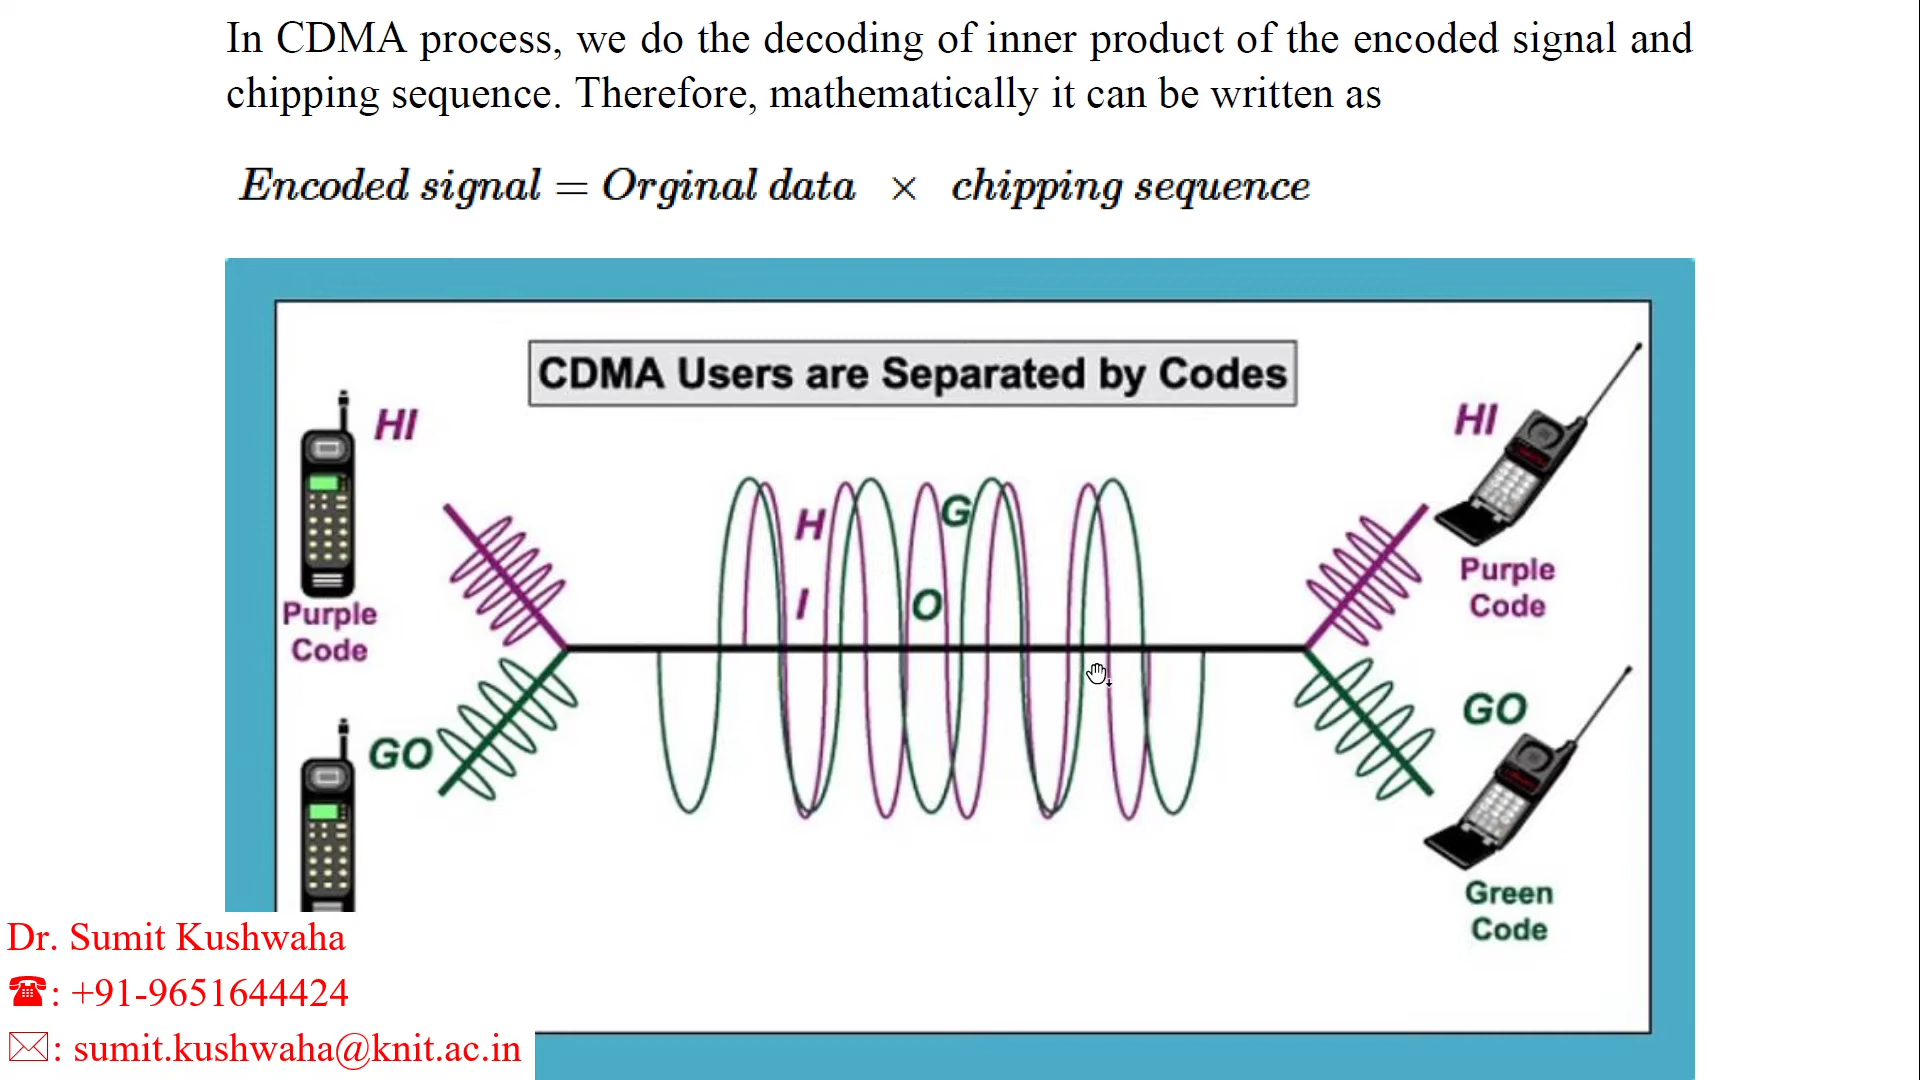 In CDMA process, we do the decoding of inner product of the encoded signal and
chipping sequence. Therefore, mathematically it can be written as
Encoded signal = Orginal data × chipping sequence
CDMA Users are Separated by Codes
HI
HI
H
G
I
O
Purple
Code
Purple
Code
GO
GO
Green
Code
Dr. Sumit Kushwaha
☎: +91-9651644424
✉: sumit.kushwaha@knit.ac.in